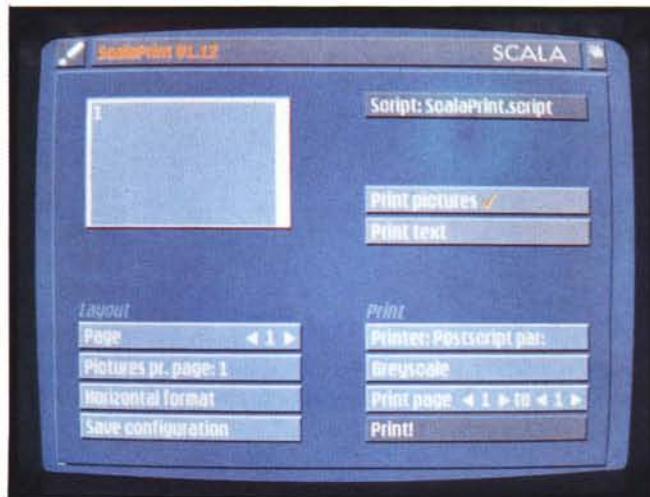 ScalaPrint V1.12
SCALA
1
Script: ScalaPrint.script
Print pictures ✓
Print text
Layout
Page ◀ 1 ▶
Pictures pr. page: 1
Horizontal format
Save configuration
Print
Printer: Postscript par:
Greyscale
Print page ◀ 1 ▶ to ◀ 1 ▶
Print!